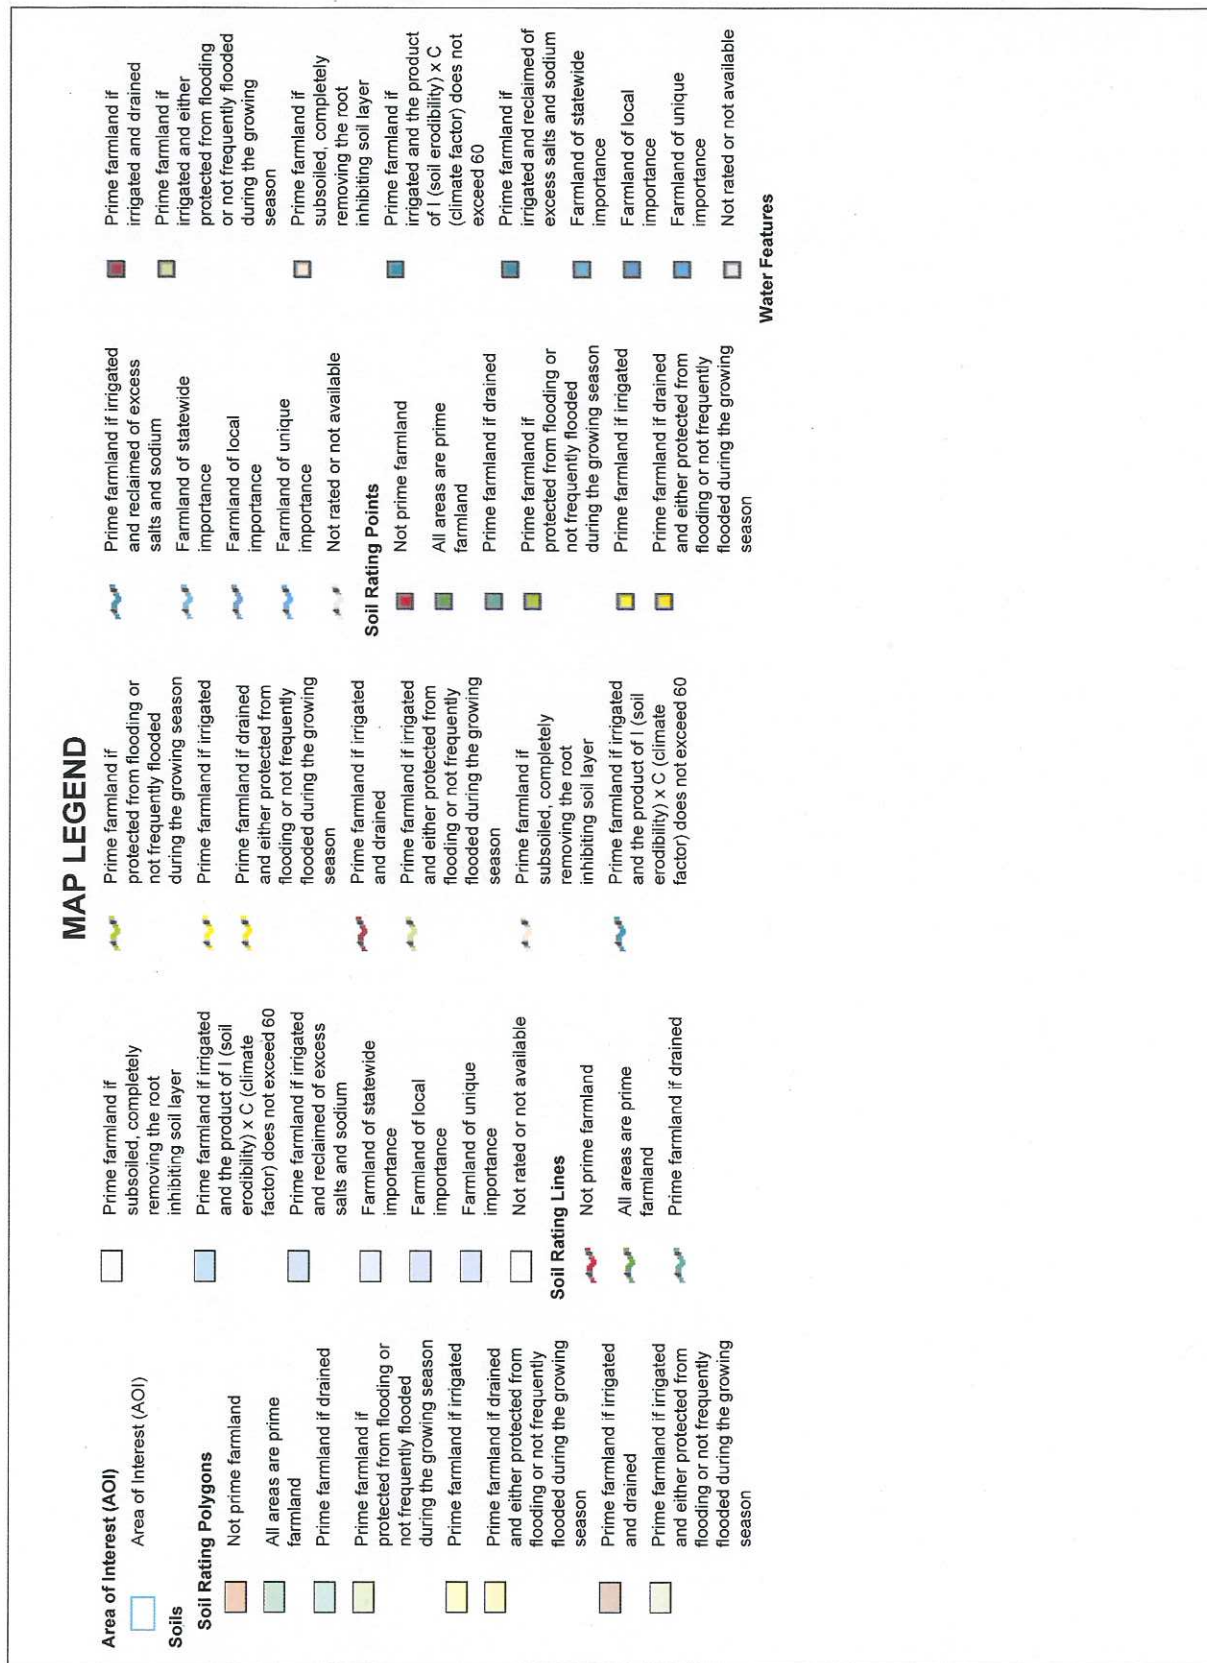 MAP LEGEND
Area of Interest (AOI)
Area of Interest (AOI)
Soils
Soil Rating Polygons
Not prime farmland
All areas are prime
farmland
Prime farmland if drained
Prime farmland if
protected from flooding or
not frequently flooded
during the growing season
Prime farmland if irrigated
Prime farmland if drained
and either protected from
flooding or not frequently
flooded during the growing
season
Prime farmland if irrigated
and drained
Prime farmland if irrigated
and either protected from
flooding or not frequently
flooded during the growing
season
Prime farmland if
subsoiled, completely
removing the root
inhibiting soil layer
Prime farmland if irrigated
and the product of I (soil
erodibility) x C (climate
factor) does not exceed 60
Prime farmland if irrigated
and reclaimed of excess
salts and sodium
Farmland of statewide
importance
Farmland of local
importance
Farmland of unique
importance
Not rated or not available
Soil Rating Lines
Not prime farmland
All areas are prime
farmland
Prime farmland if drained
Prime farmland if
protected from flooding or
not frequently flooded
during the growing season
Prime farmland if irrigated
Prime farmland if drained
and either protected from
flooding or not frequently
flooded during the growing
season
Prime farmland if irrigated
and drained
Prime farmland if irrigated
and either protected from
flooding or not frequently
flooded during the growing
season
Prime farmland if
subsoiled, completely
removing the root
inhibiting soil layer
Prime farmland if irrigated
and the product of I (soil
erodibility) x C (climate
factor) does not exceed 60
Prime farmland if irrigated
and reclaimed of excess
salts and sodium
Farmland of statewide
importance
Farmland of local
importance
Farmland of unique
importance
Not rated or not available
Soil Rating Points
Not prime farmland
All areas are prime
farmland
Prime farmland if drained
Prime farmland if
protected from flooding or
not frequently flooded
during the growing season
Prime farmland if irrigated
Prime farmland if drained
and either protected from
flooding or not frequently
flooded during the growing
season
Prime farmland if
irrigated and drained
Prime farmland if
irrigated and either
protected from flooding
or not frequently flooded
during the growing
season
Prime farmland if
subsoiled, completely
removing the root
inhibiting soil layer
Prime farmland if
irrigated and the product
of I (soil erodibility) x C
(climate factor) does not
exceed 60
Prime farmland if
irrigated and reclaimed of
excess salts and sodium
Farmland of statewide
importance
Farmland of local
importance
Farmland of unique
importance
Not rated or not available
Water Features